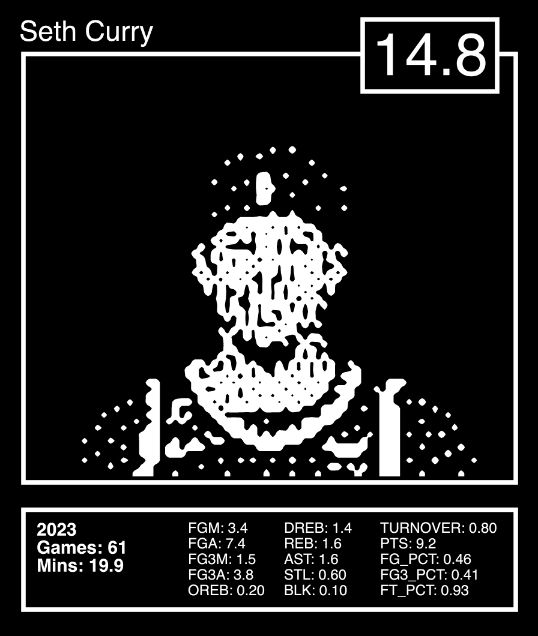 Seth Curry
14.8
2023
Games: 61
Mins: 19.9
FGM: 3.4
FGA: 7.4
FG3M: 1.5
FG3A: 3.8
OREB: 0.20
DREB: 1.4
REB: 1.6
AST: 1.6
STL: 0.60
BLK: 0.10
TURNOVER: 0.80
PTS: 9.2
FG_PCT: 0.46
FG3_PCT: 0.41
FT_PCT: 0.93